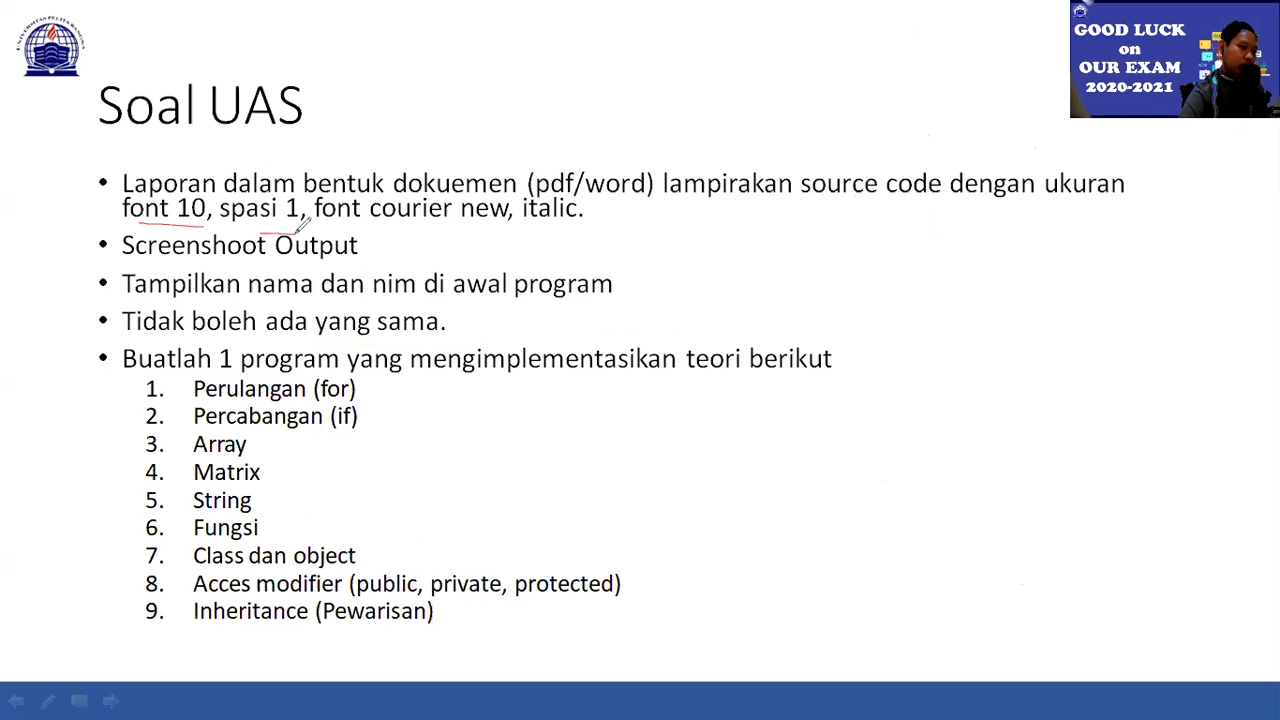 UNIVERSITAS PELITA BANGSA
GOOD LUCK
on
OUR EXAM
2020-2021
Soal UAS
• Laporan dalam bentuk dokuemen (pdf/word) lampirakan source code dengan ukuran
font 10, spasi 1, font courier new, italic.
• Screenshoot Output
• Tampilkan nama dan nim di awal program
• Tidak boleh ada yang sama.
• Buatlah 1 program yang mengimplementasikan teori berikut
1. Perulangan (for)
2. Percabangan (if)
3. Array
4. Matrix
5. String
6. Fungsi
7. Class dan object
8. Acces modifier (public, private, protected)
9. Inheritance (Pewarisan)